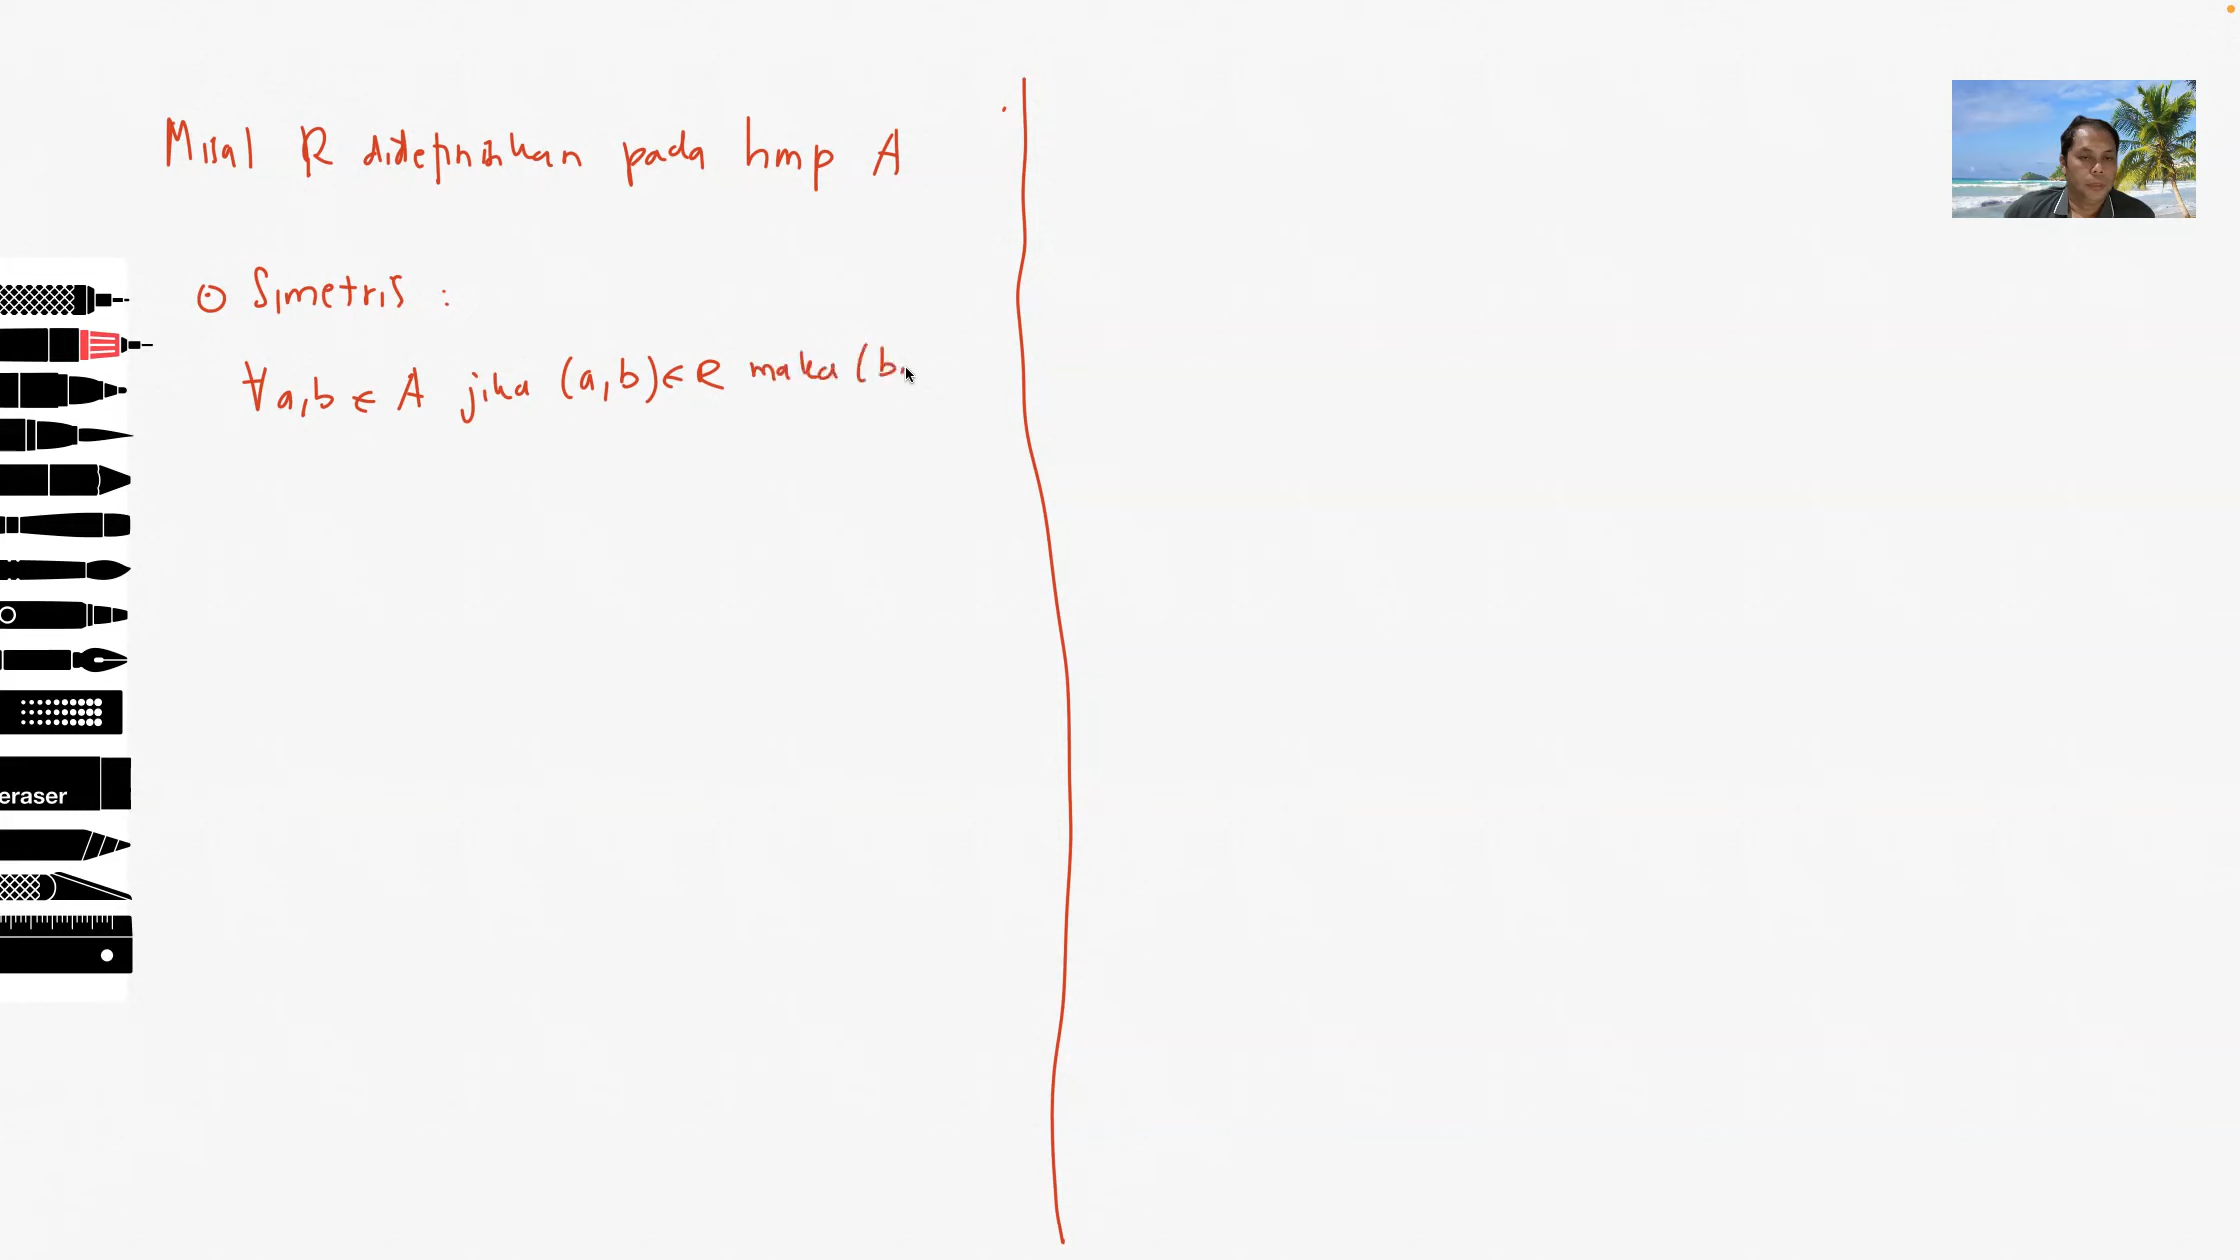 Misal R didefinisikan pada hmp A
⊙ Simetris :
∀a,b ∈ A jika (a,b)∈R maka (b,
eraser